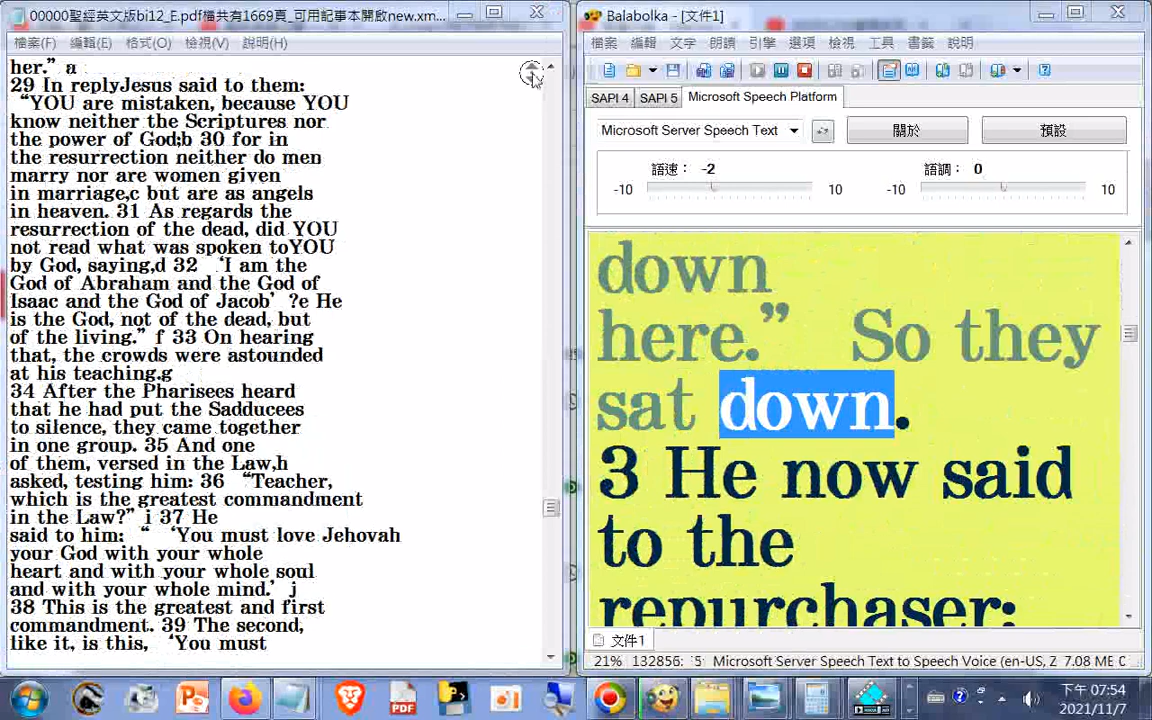 00000聖經英文版bi12_E.pdf檔共有1669頁_可用記事本開啟new.xm...
檔案(F) 編輯(E) 格式(O) 檢視(V) 說明(H)
her.” a
29 In replyJesus said to them:
“YOU are mistaken, because YOU
know neither the Scriptures nor
the power of God;b 30 for in
the resurrection neither do men
marry nor are women given
in marriage,c but are as angels
in heaven. 31 As regards the
resurrection of the dead, did YOU
not read what was spoken toYOU
by God, saying,d 32 ‘I am the
God of Abraham and the God of
Isaac and the God of Jacob’ ?e He
is the God, not of the dead, but
of the living.” f 33 On hearing
that, the crowds were astounded
at his teaching.g
34 After the Pharisees heard
that he had put the Sadducees
to silence, they came together
in one group. 35 And one
of them, versed in the Law,h
asked, testing him: 36 “Teacher,
which is the greatest commandment
in the Law?” i 37 He
said to him: “ ‘You must love Jehovah
your God with your whole
heart and with your whole soul
and with your whole mind.’ j
38 This is the greatest and first
commandment. 39 The second,
like it, is this, ‘You must
Balabolka - [文件1]
檔案 編輯 文字 朗讀 引擎 選項 檢視 工具 書籤 說明
SAPI 4 SAPI 5 Microsoft Speech Platform
Microsoft Server Speech Text 關於 預設
語速: -2 語調: 0
-10 10 -10 10
down
here.” So they
sat down.
3 He now said
to the
repurchaser:
文件1
21% 132856: 5 Microsoft Server Speech Text to Speech Voice (en-US, Z 7.08 ME C
PDF
下午 07:54
2021/11/7